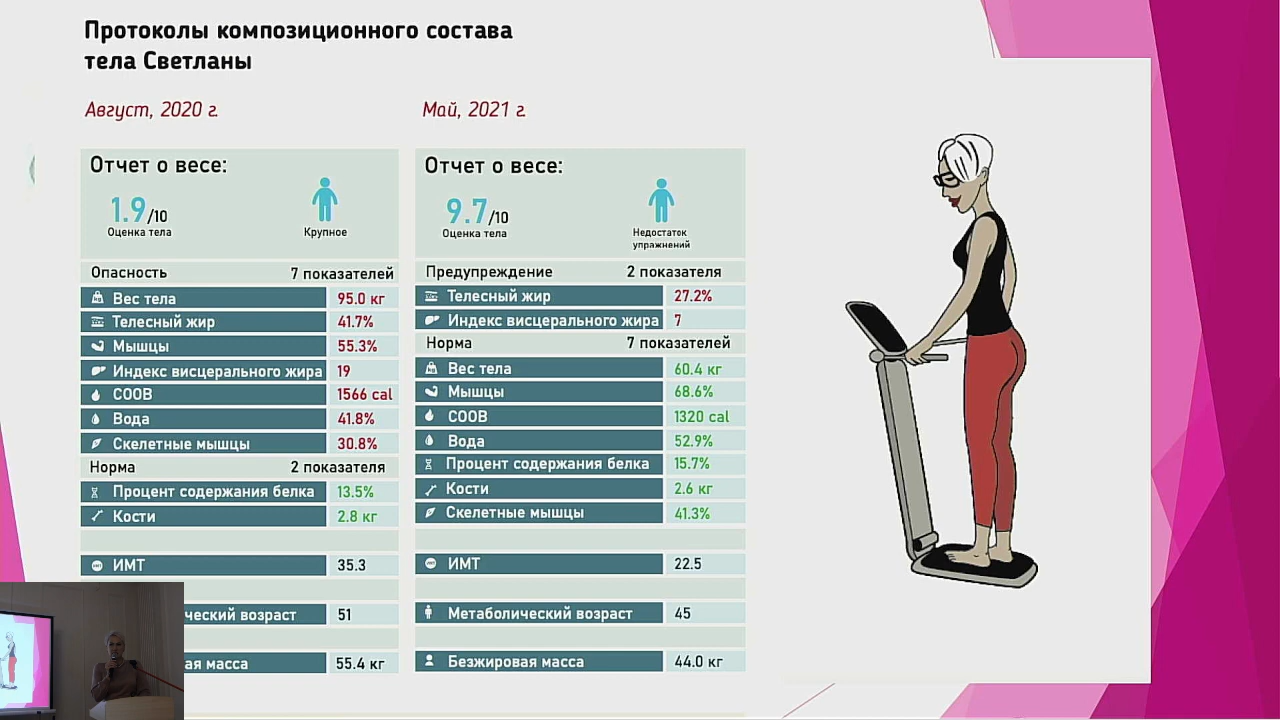 Протоколы композиционного состава
тела Светланы
Август, 2020 г.
Отчет о весе:
1.9/10
Оценка тела
Крупное
Опасность 7 показателей
Вес тела 95.0 кг
Телесный жир 41.7%
Мышцы 55.3%
Индекс висцерального жира 19
СООВ 1566 cal
Вода 41.8%
Скелетные мышцы 30.8%
Норма 2 показателя
Процент содержания белка 13.5%
Кости 2.8 кг
ИМТ 35.3
ческий возраст 51
ая масса 55.4 кг
Май, 2021 г.
Отчет о весе:
9.7/10
Оценка тела
Недостаток
упражнений
Предупреждение 2 показателя
Телесный жир 27.2%
Индекс висцерального жира 7
Норма 7 показателей
Вес тела 60.4 кг
Мышцы 68.6%
СООВ 1320 cal
Вода 52.9%
Процент содержания белка 15.7%
Кости 2.6 кг
Скелетные мышцы 41.3%
ИМТ 22.5
Метаболический возраст 45
Безжировая масса 44.0 кг